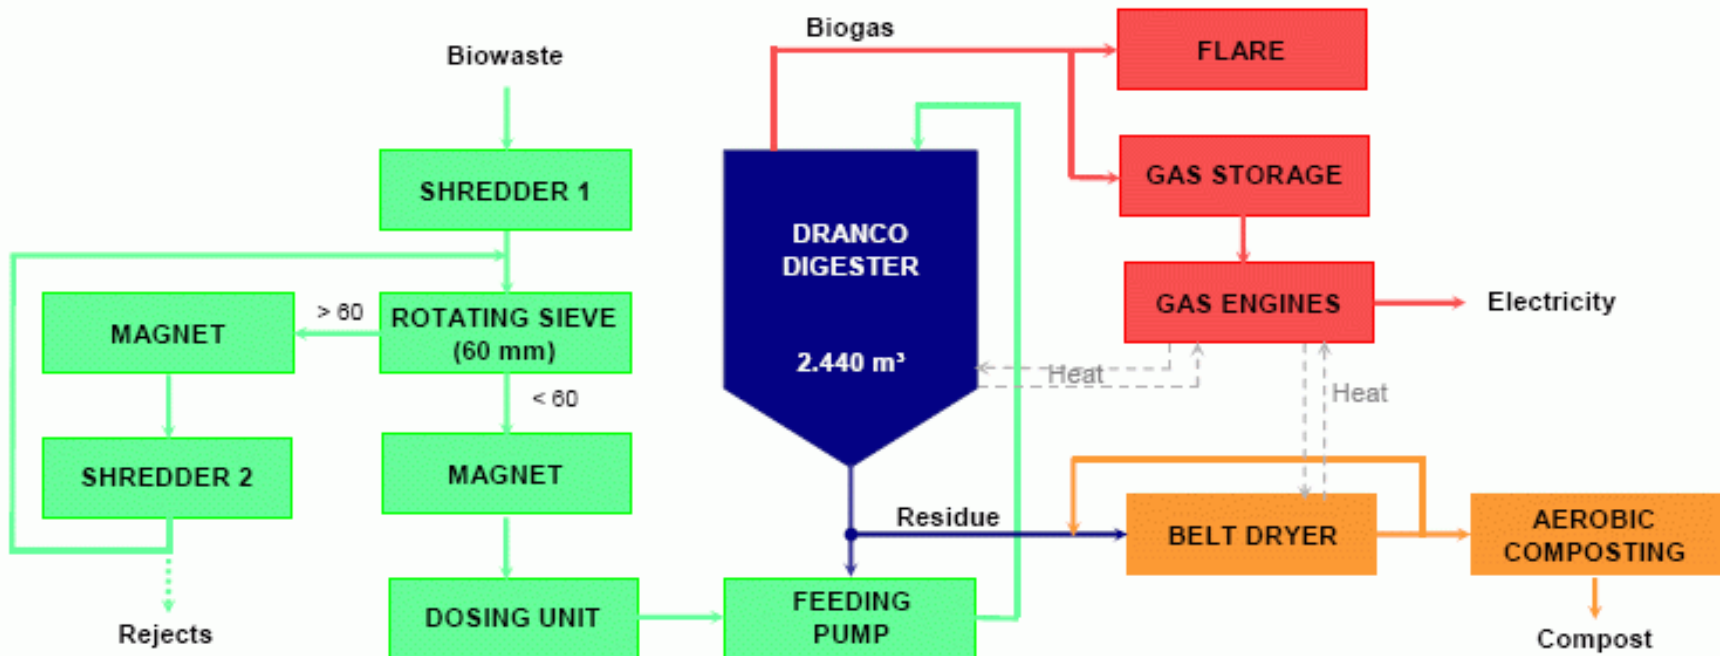 Biogas
FLARE
Biowaste
SHREDDER 1
GAS STORAGE
DRANCO
DIGESTER
2.440 m³
GAS ENGINES
Electricity
MAGNET
> 60
ROTATING SIEVE
(60 mm)
< 60
Heat
Heat
SHREDDER 2
MAGNET
Residue
BELT DRYER
AEROBIC
COMPOSTING
DOSING UNIT
FEEDING
PUMP
Rejects
Compost